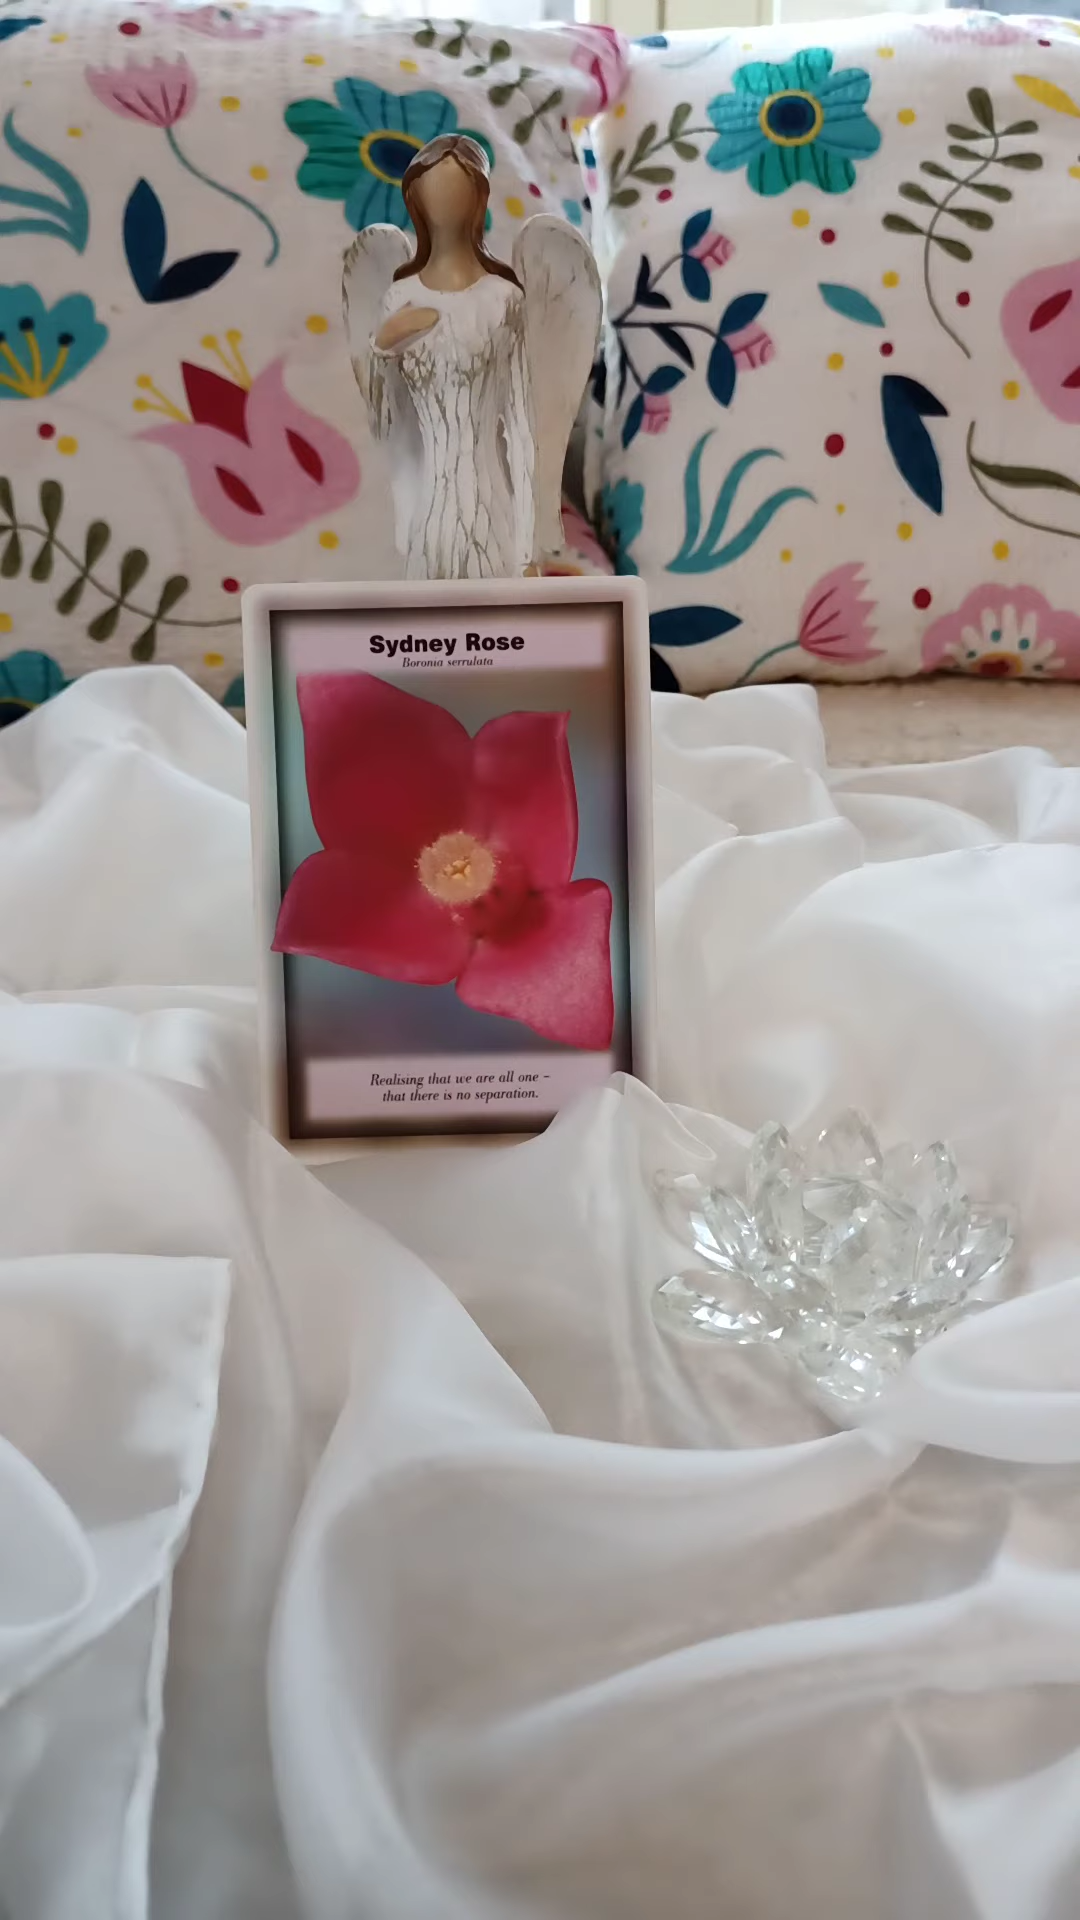 Sydney Rose
Boronia serrulata
Realising that we are all one –
that there is no separation.